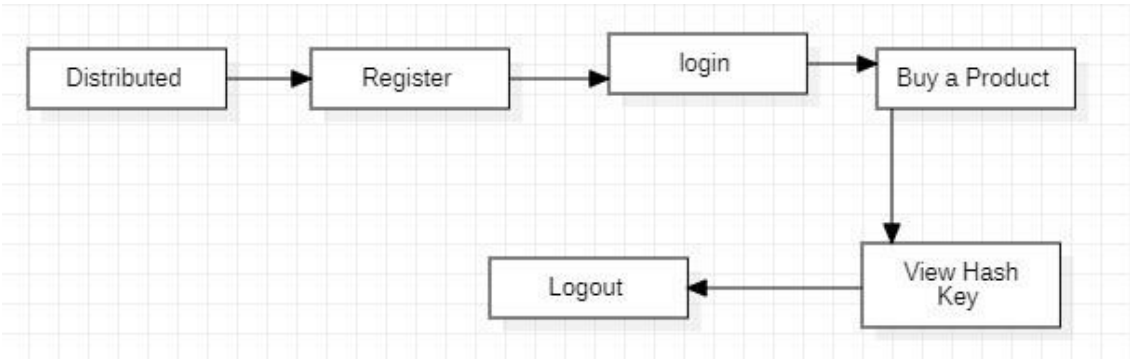 Distributed
Register
login
Buy a Product
View Hash
Key
Logout